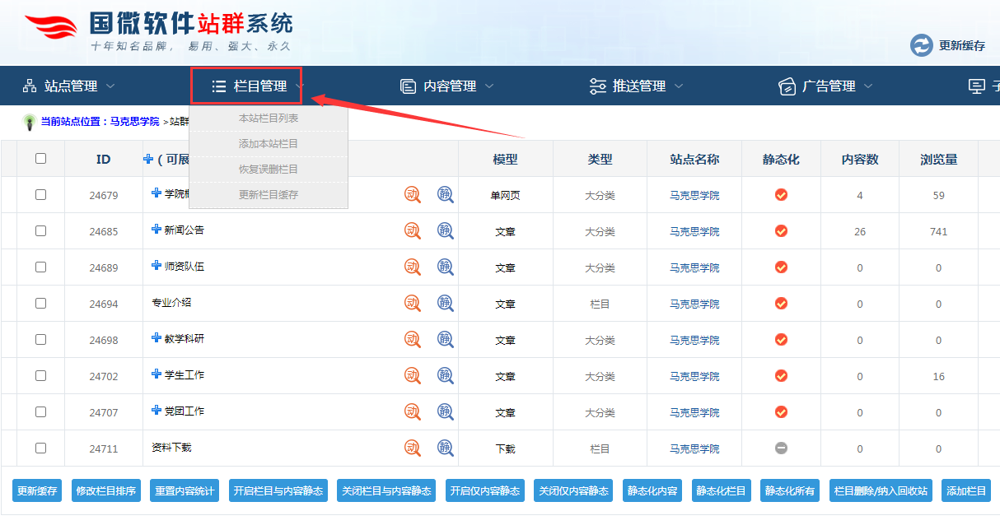 国微软件站群系统
十年知名品牌， 易用、强大、永久
更新缓存
站点管理 栏目管理 内容管理 推送管理 广告管理
当前站点位置：马克思学院 >站群
本站栏目列表
添加本站栏目
恢复误删栏目
更新栏目缓存
ID ( 可展 模型 类型 站点名称 静态化 内容数 浏览量
24679 学院 动 静 单网页 大分类 马克思学院 4 59
24685 新闻公告 动 静 文章 大分类 马克思学院 26 741
24689 师资队伍 动 静 文章 大分类 马克思学院 0 0
24694 专业介绍 动 静 文章 栏目 马克思学院 0 0
24698 教学科研 动 静 文章 大分类 马克思学院 0 0
24702 学生工作 动 静 文章 大分类 马克思学院 0 16
24707 党团工作 动 静 文章 大分类 马克思学院 0 0
24711 资料下载 动 静 下载 栏目 马克思学院 0 0
更新缓存 修改栏目排序 重置内容统计 开启栏目与内容静态 关闭栏目与内容静态 开启仅内容静态 关闭仅内容静态 静态化内容 静态化栏目 静态化所有 栏目删除/纳入回收站 添加栏目